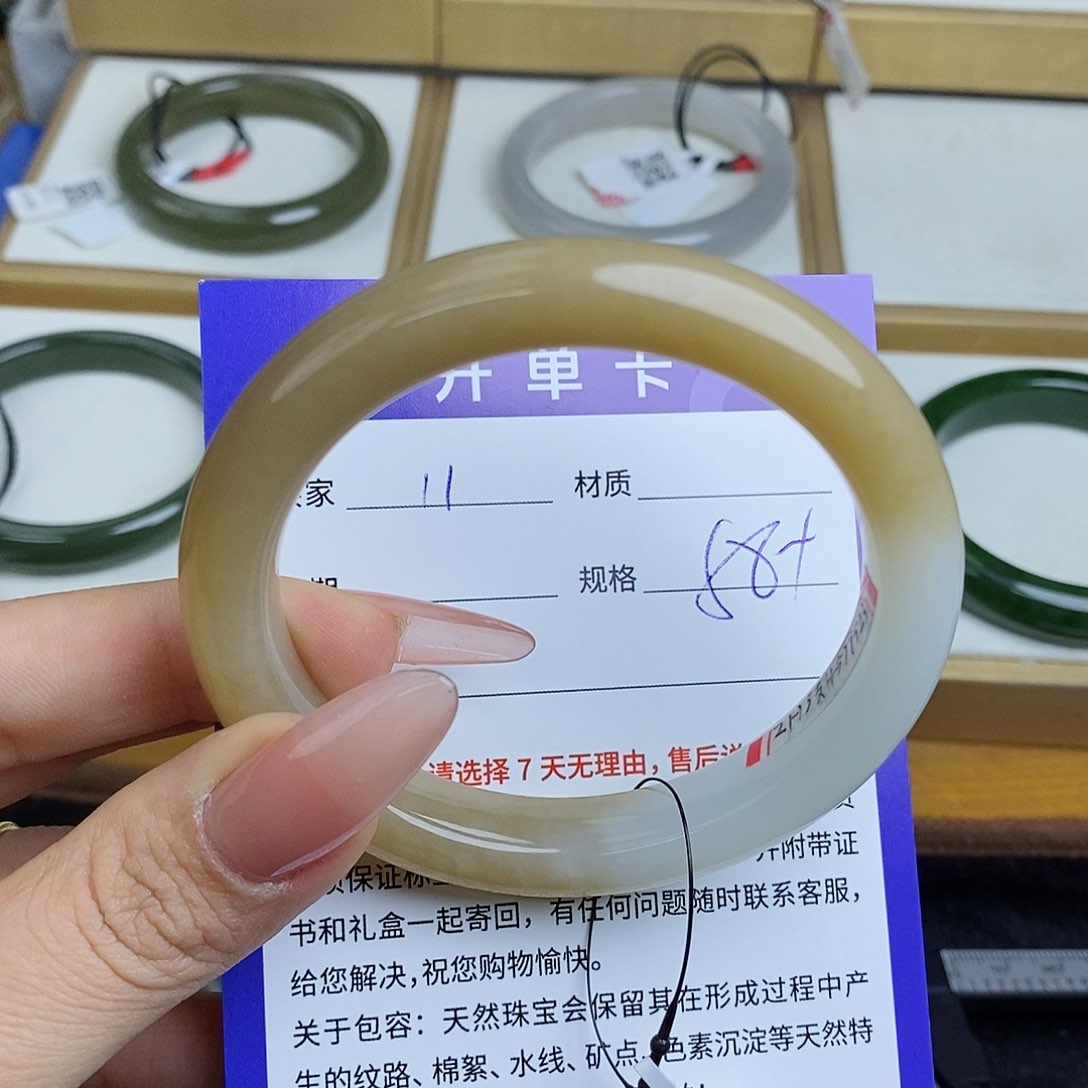 开单卡
家 11 材质
期 规格 58+
请选择7天无理由，售后
并附带证
书和礼盒一起寄回，有任何问题随时联系客服，
给您解决,祝您购物愉快。
关于包容：天然珠宝会保留其在形成过程中产
生的纹路、棉絮、水线、矿点、色素沉淀等天然特